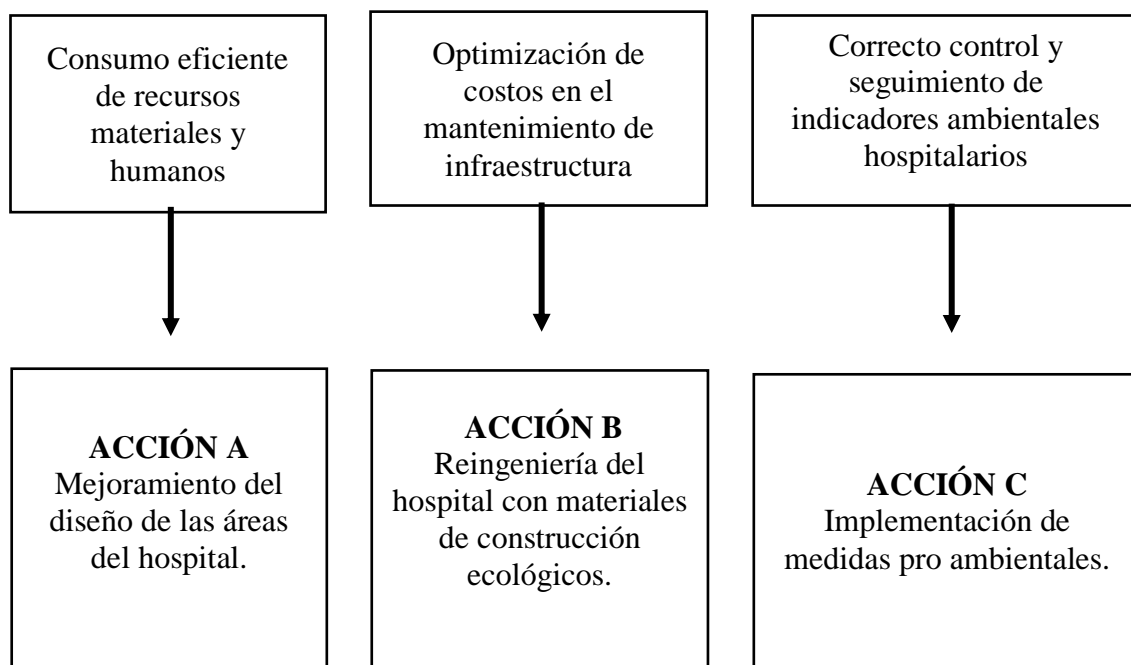 Consumo eficiente
de recursos
materiales y
humanos
Optimización de
costos en el
mantenimiento de
infraestructura
Correcto control y
seguimiento de
indicadores ambientales
hospitalarios
ACCIÓN A
Mejoramiento del
diseño de las áreas
del hospital.
ACCIÓN B
Reingeniería del
hospital con materiales
de construcción
ecológicos.
ACCIÓN C
Implementación de
medidas pro ambientales.